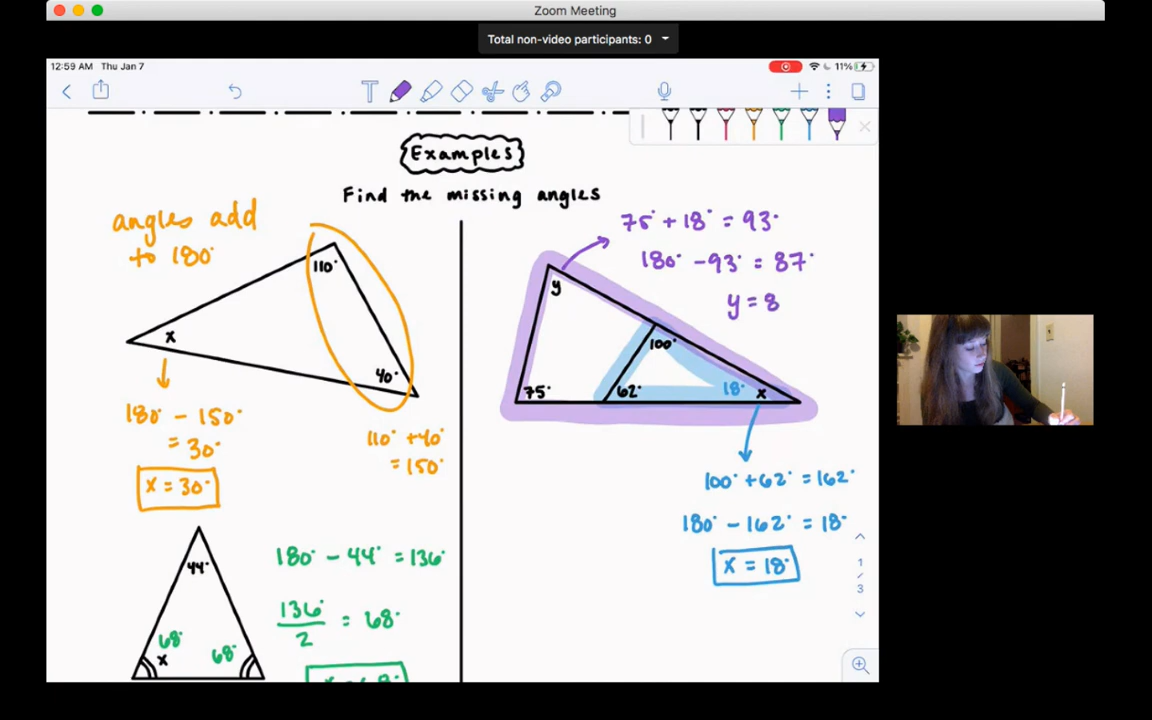 Zoom Meeting
Total non-video participants: 0
12:59 AM Thu Jan 7
11%
T
Examples
Find the missing angles
angles add
to 180°
110°
x
40°
180° - 150°
= 30°
x = 30°
110° + 40°
= 150°
44°
68°
x
68°
180° - 44° = 136°
136°
2
= 68°
75° + 18° = 93°
180° - 93° = 87°
y = 8
y
100°
75°
62°
18°
x
100° + 62° = 162°
180° - 162° = 18°
x = 18°
1
/
3